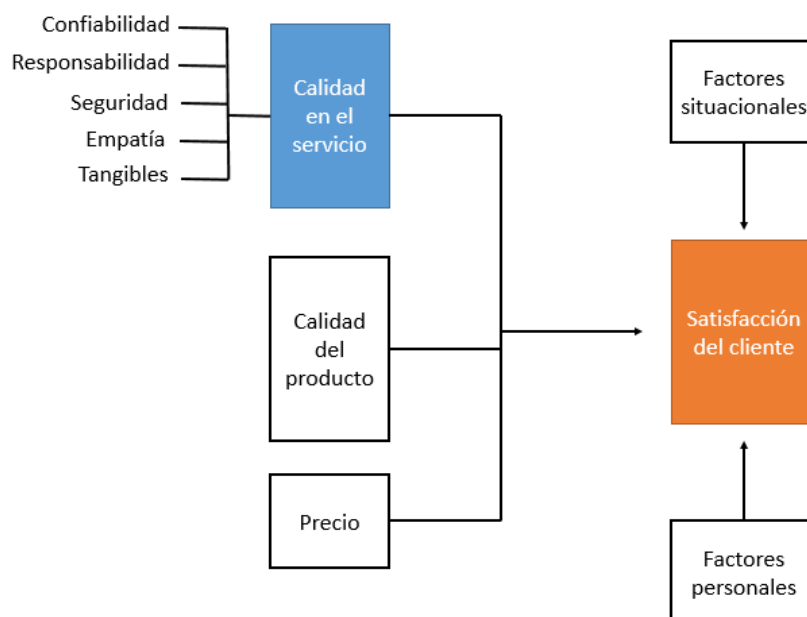 Confiabilidad
Responsabilidad
Seguridad
Empatía
Tangibles
Calidad
en el
servicio
Calidad
del
producto
Precio
Factores
situacionales
Satisfacción
del cliente
Factores
personales